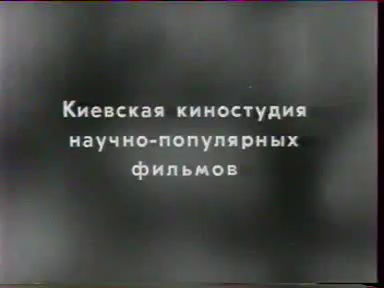 Киевская киностудия
научно-популярных
фильмов